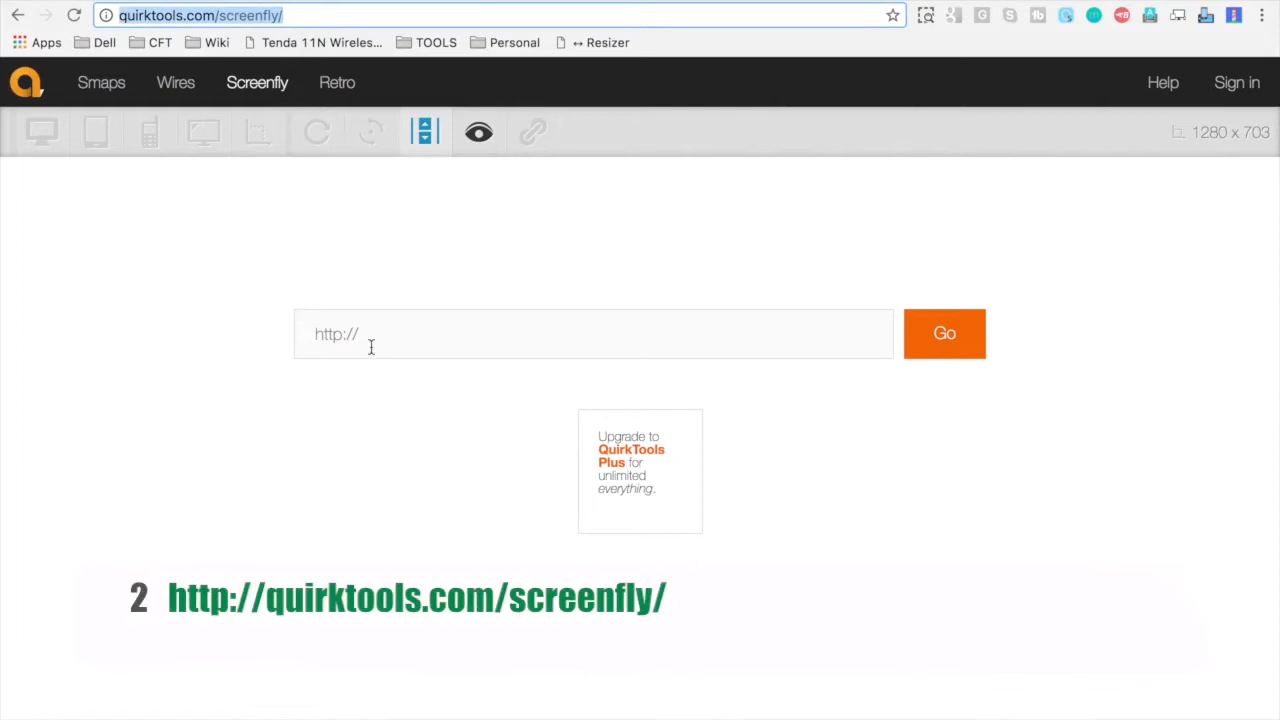 quirktools.com/screenfly/
Apps Dell CFT Wiki Tenda 11N Wireles... TOOLS Personal ↔ Resizer
Smaps Wires Screenfly Retro Help Sign in
1280 x 703
http://
Go
Upgrade to
QuirkTools
Plus for
unlimited
everything.
2 http://quirktools.com/screenfly/